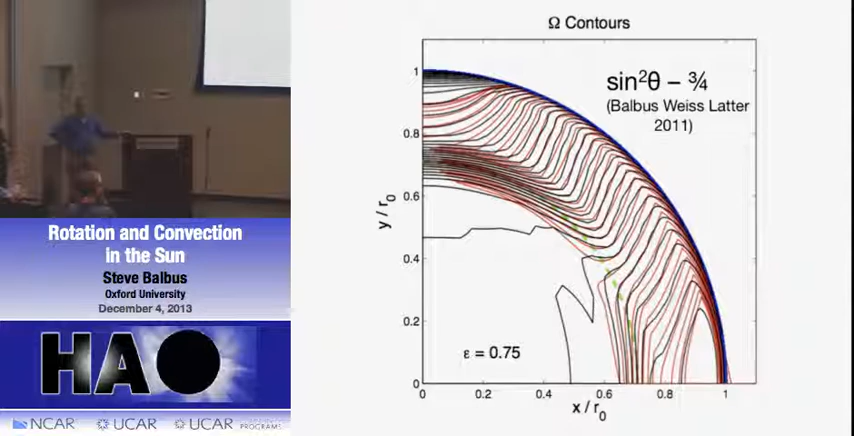 Rotation and Convection
in the Sun
Steve Balbus
Oxford University
December 4, 2013
HAO
NCAR UCAR UCAR COMMUNITY
PROGRAMS
Ω Contours
sin²θ – ¾
(Balbus Weiss Latter
2011)
1
0.8
0.6
0.4
0.2
0
y / r₀
ε = 0.75
0 0.2 0.4 0.6 0.8 1
x / r₀